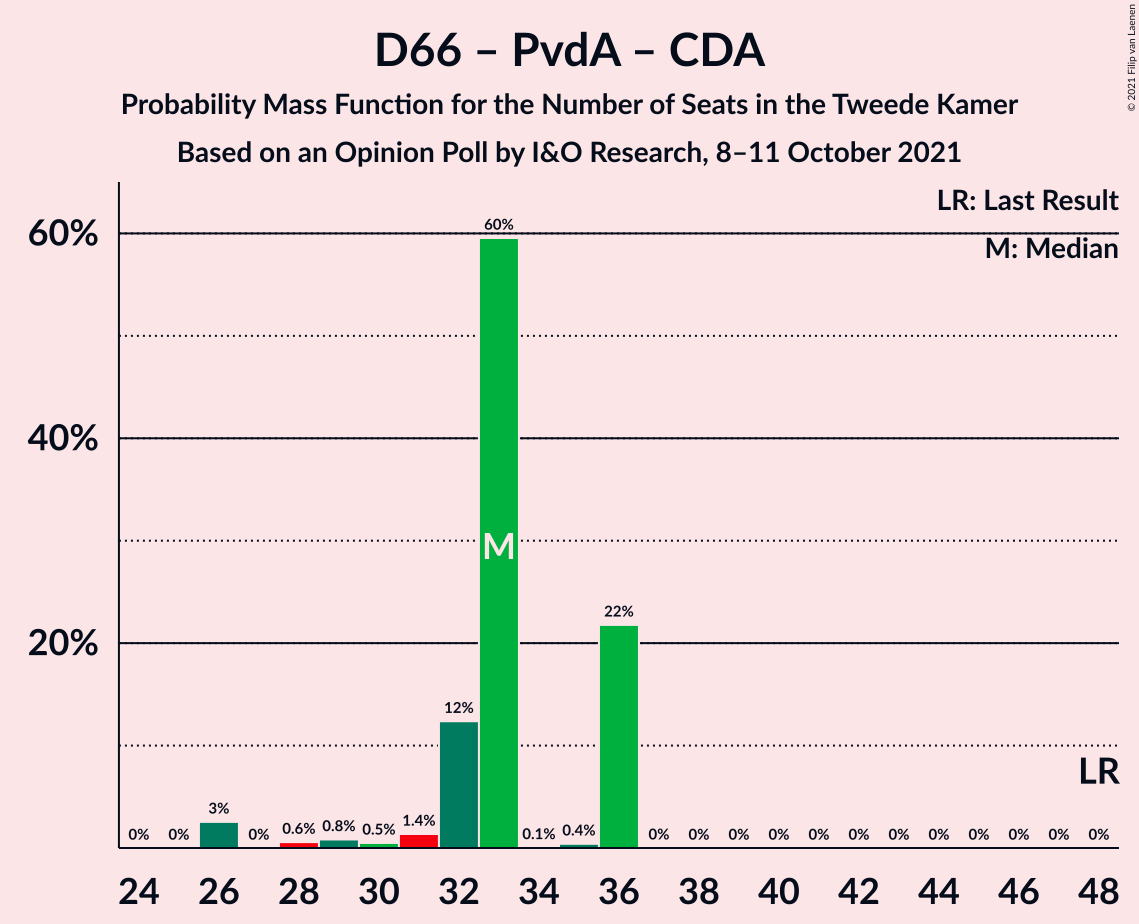 D66 – PvdA – CDA
Probability Mass Function for the Number of Seats in the Tweede Kamer
Based on an Opinion Poll by I&O Research, 8–11 October 2021
© 2021 Filip van Laenen
LR: Last Result
M: Median
60%
40%
20%
0% 0% 3% 0% 0.6% 0.8% 0.5% 1.4% 12% 60% 0.1% 0.4% 22% 0% 0% 0% 0% 0% 0% 0% 0% 0% 0% 0% 0%
M
LR
24 26 28 30 32 34 36 38 40 42 44 46 48